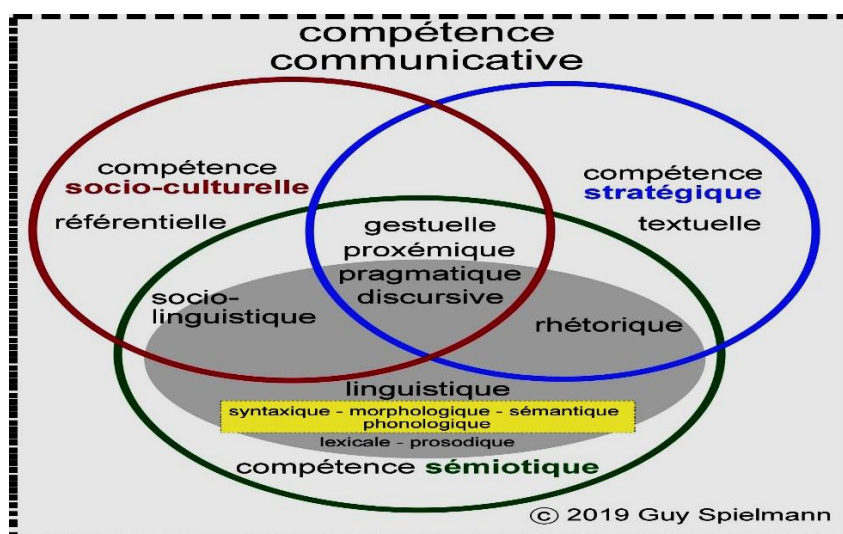 compétence
communicative
compétence
socio-culturelle
référentielle
compétence
stratégique
textuelle
gestuelle
proxémique
pragmatique
discursive
socio-
linguistique
rhétorique
linguistique
syntaxique - morphologique - sémantique
phonologique
lexicale - prosodique
compétence sémiotique
© 2019 Guy Spielmann